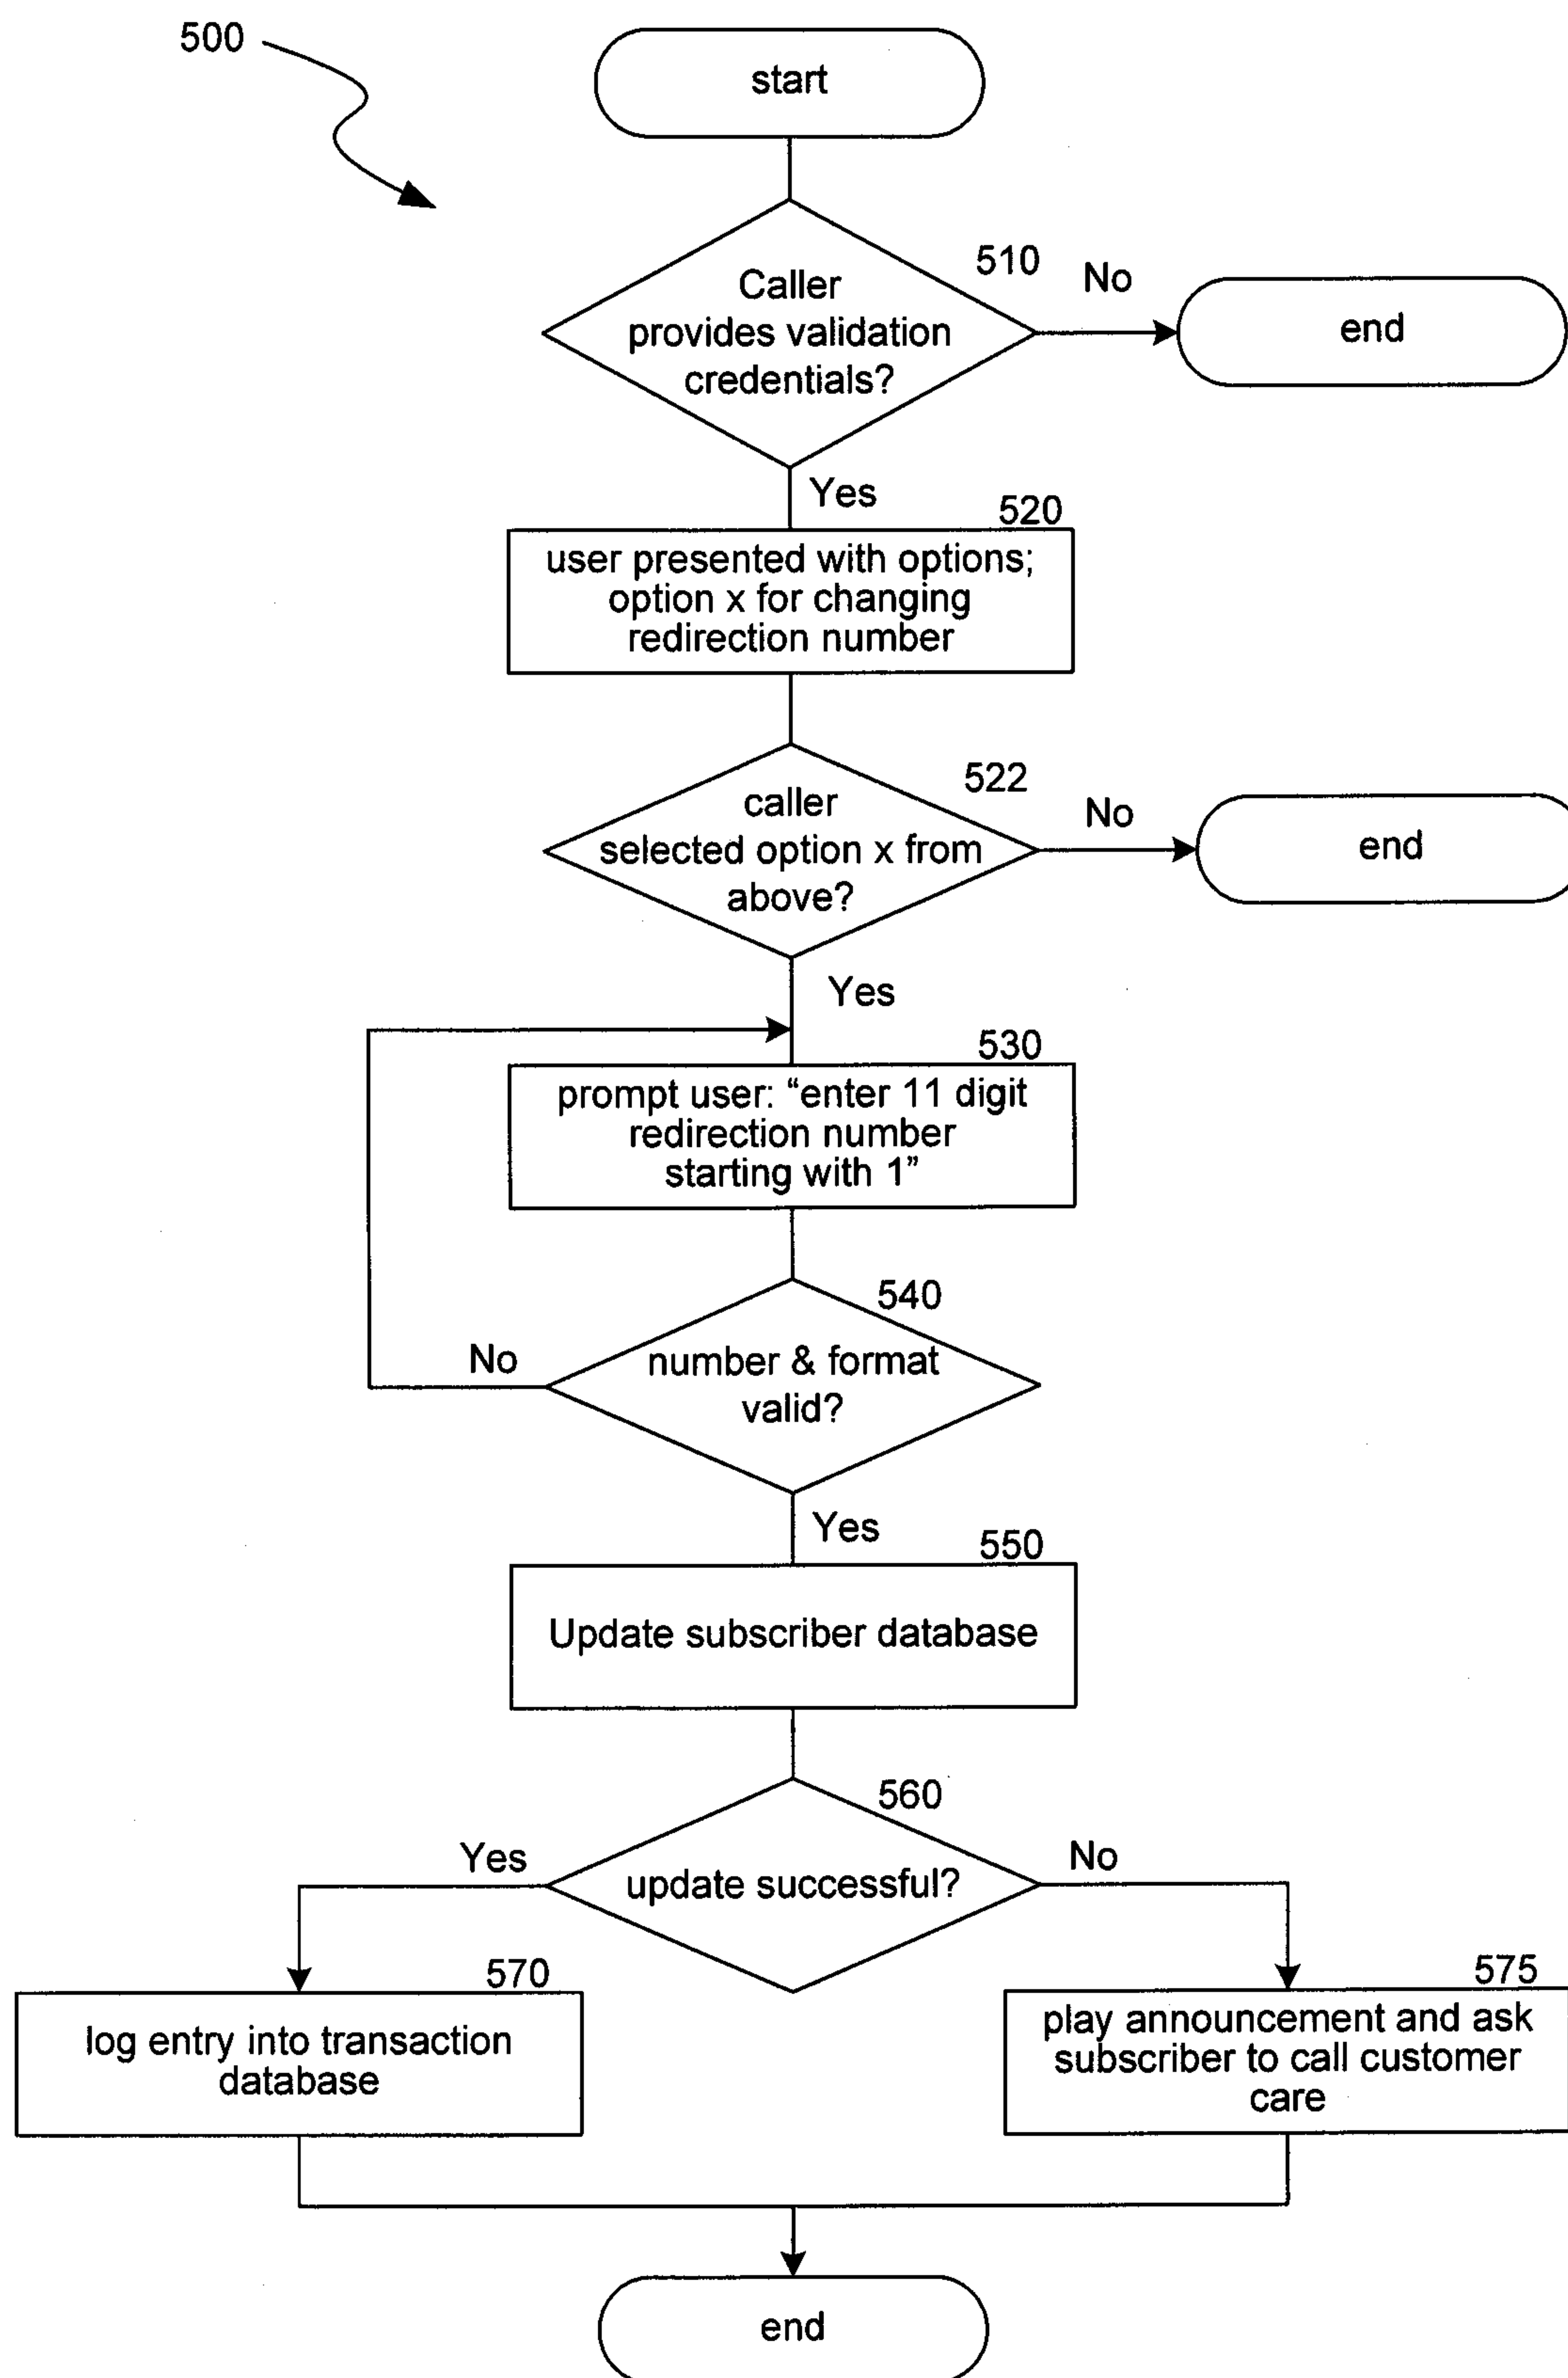 500
start
510
No
Caller
provides validation
credentials?
end
Yes
520
user presented with options;
option x for changing
redirection number
522
No
caller
selected option x from
above?
end
Yes
530
prompt user: “enter 11 digit
redirection number
starting with 1”
540
No
number & format
valid?
Yes
550
Update subscriber database
560
Yes
No
update successful?
570
575
log entry into transaction
database
play announcement and ask
subscriber to call customer
care
end